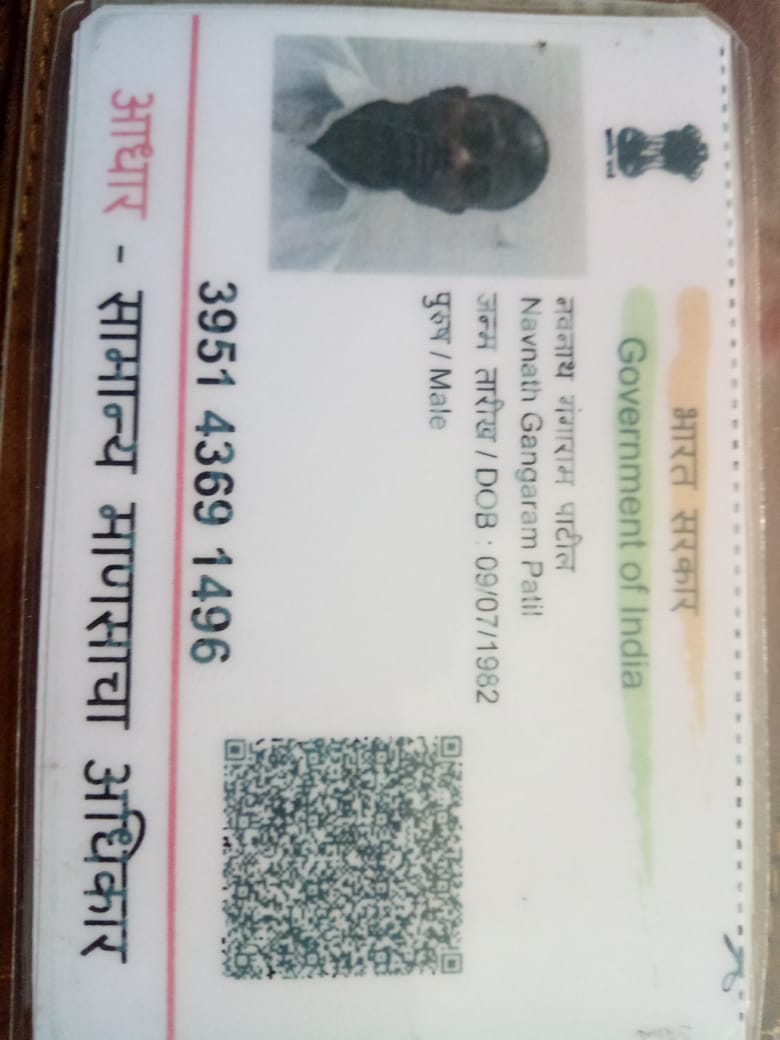 भारत सरकार
Government of India
नवनाथ गंगाराम पाटील
Navnath Gangaram Patil
जन्म तारीख / DOB : 09/07/1982
पुरुष / Male
3951 4369 1496
आधार - सामान्य माणसाचा अधिकार